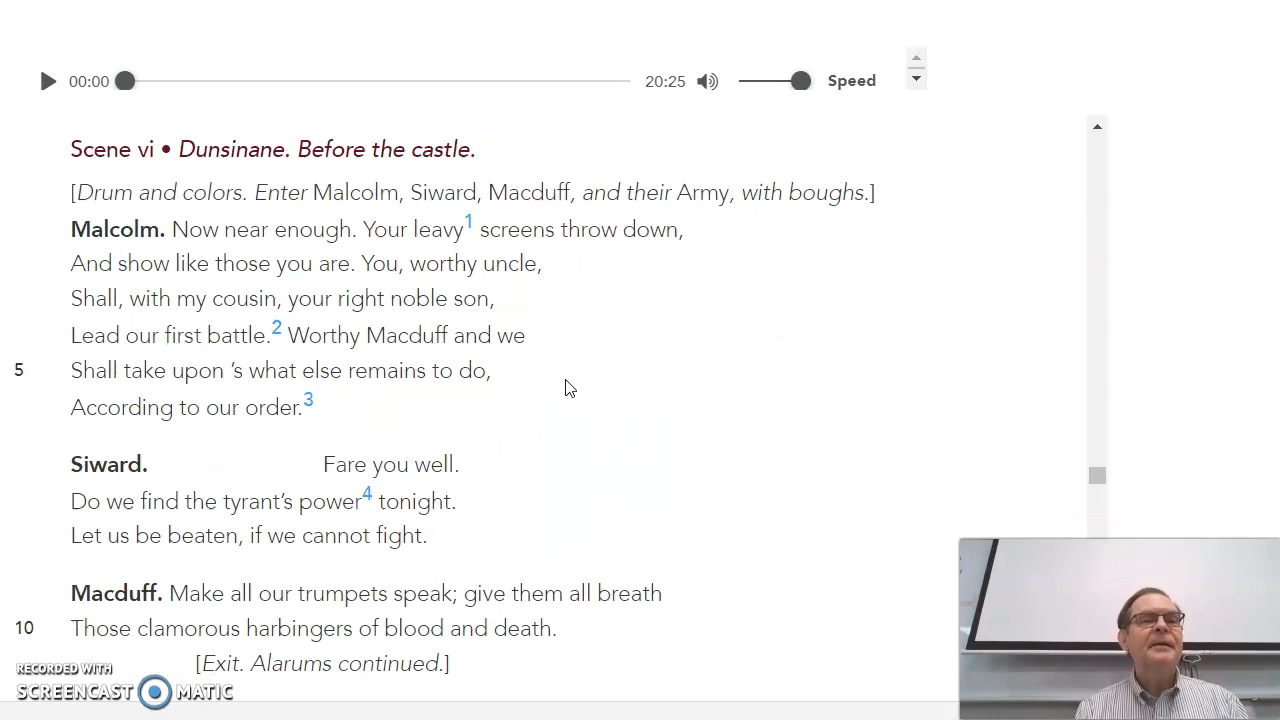 00:00 20:25 Speed
Scene vi • Dunsinane. Before the castle.
[Drum and colors. Enter Malcolm, Siward, Macduff, and their Army, with boughs.]
Malcolm. Now near enough. Your leavy1 screens throw down,
And show like those you are. You, worthy uncle,
Shall, with my cousin, your right noble son,
Lead our first battle.2 Worthy Macduff and we
5 Shall take upon ’s what else remains to do,
According to our order.3
Siward. Fare you well.
Do we find the tyrant’s power4 tonight.
Let us be beaten, if we cannot fight.
Macduff. Make all our trumpets speak; give them all breath
10 Those clamorous harbingers of blood and death.
[Exit. Alarums continued.]
RECORDED WITH
SCREENCAST MATIC